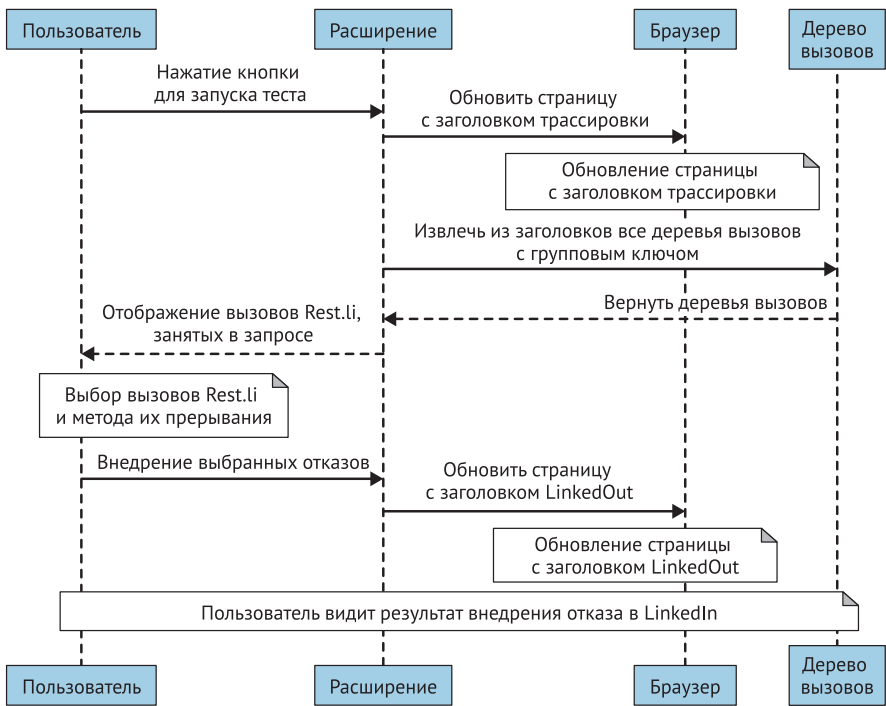 Пользователь
Расширение
Браузер
Дерево
вызовов
Нажатие кнопки
для запуска теста
Обновить страницу
с заголовком трассировки
Обновление страницы
с заголовком трассировки
Извлечь из заголовков все деревья вызовов
с групповым ключом
Вернуть деревья вызовов
Отображение вызовов Rest.li,
занятых в запросе
Выбор вызовов Rest.li
и метода их прерывания
Внедрение выбранных отказов
Обновить страницу
с заголовком LinkedOut
Обновление страницы
с заголовком LinkedOut
Пользователь видит результат внедрения отказа в LinkedIn
Пользователь
Расширение
Браузер
Дерево
вызовов